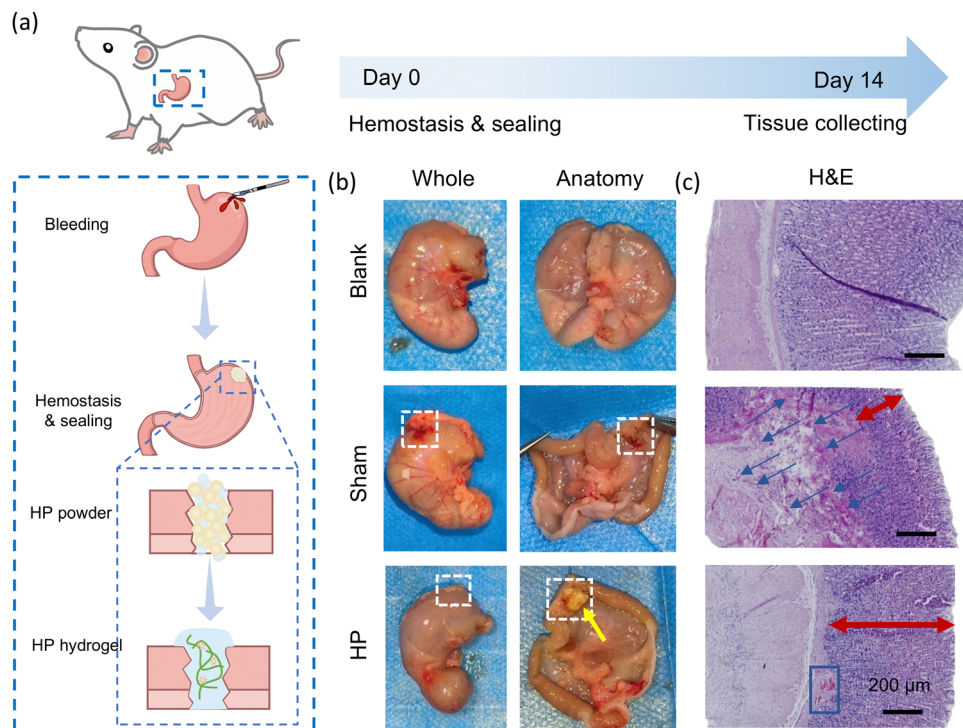 (a)
Day 0
Day 14
Hemostasis & sealing
Tissue collecting
Bleeding
Hemostasis
& sealing
HP powder
HP hydrogel
(b)
Whole
Anatomy
Blank
Sham
HP
(c)
H&E
200 μm